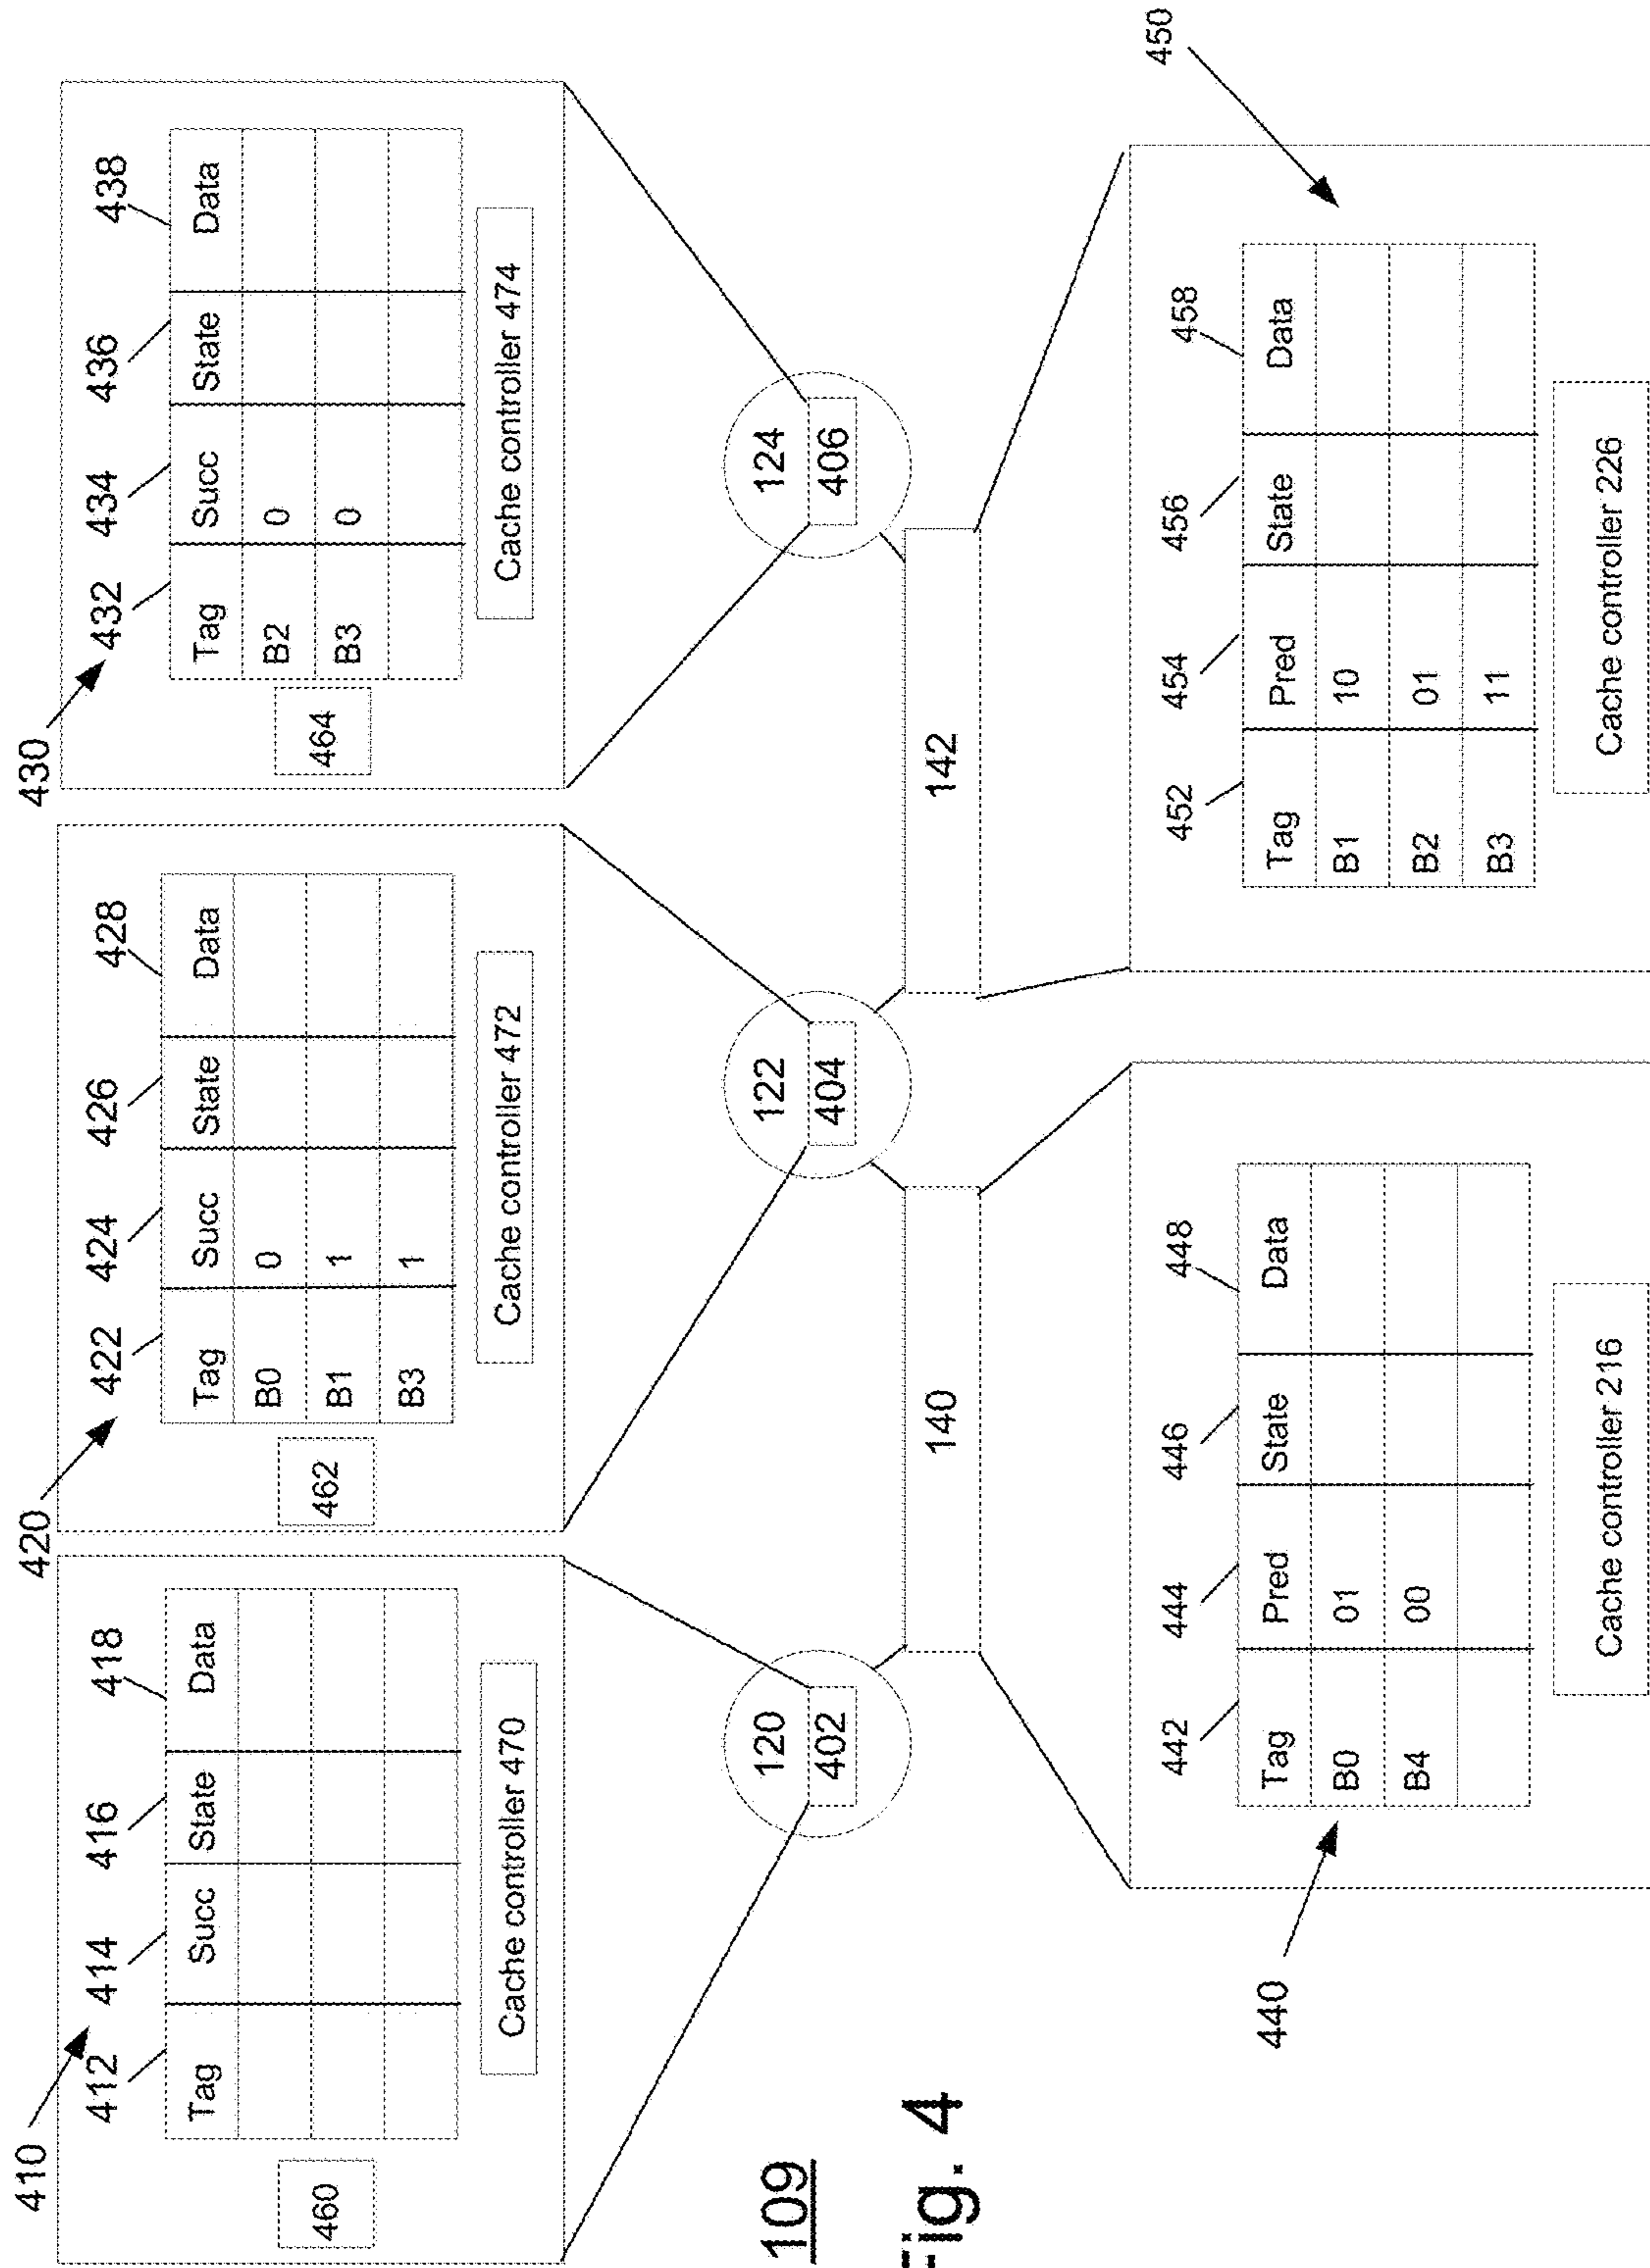 410
412 414 416 418
Tag Succ State Data
460
Cache controller 470
420
422 424 426 428
Tag Succ State Data
B0 0
B1 1
B3 1
462
Cache controller 472
430
432 434 436 438
Tag Succ State Data
B2 0
B3 0
464
Cache controller 474
120
402
122
404
124
406
140
142
109
Fig. 4
440
442 444 446 448
Tag Pred State Data
B0 01
B4 00
Cache controller 216
450
452 454 456 458
Tag Pred State Data
B1 10
B2 01
B3 11
Cache controller 226